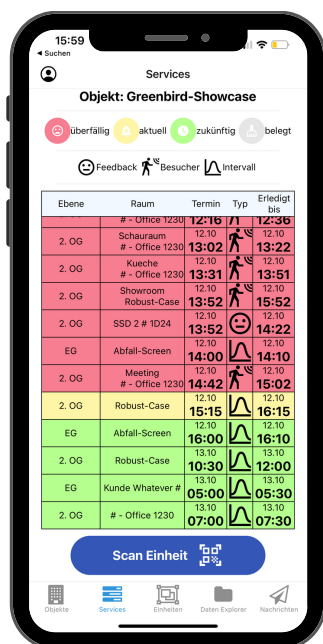 15:59
Suchen
Services
Objekt: Greenbird-Showcase
überfällig aktuell zukünftig belegt
Feedback Besucher Intervall
Ebene Raum Termin Typ Erledigt bis
# - Office 1230 12:16 12:36
2. OG Schauraum # - Office 1230 12.10 13:02 12.10 13:22
2. OG Kueche # - Office 1230 12.10 13:31 12.10 13:51
2. OG Showroom Robust-Case 12.10 13:52 12.10 15:52
2. OG SSD 2 # 1D24 12.10 13:52 12.10 14:22
EG Abfall-Screen 12.10 14:00 12.10 14:10
2. OG Meeting # - Office 1230 12.10 14:42 12.10 15:02
2. OG Robust-Case 12.10 15:15 12.10 16:15
EG Abfall-Screen 12.10 16:00 12.10 16:10
2. OG Robust-Case 13.10 10:30 13.10 12:00
EG Kunde Whatever # 13.10 05:00 13.10 05:30
2. OG # - Office 1230 13.10 07:00 13.10 07:30
Scan Einheit
Objekte Services Einheiten Daten Explorer Nachrichten